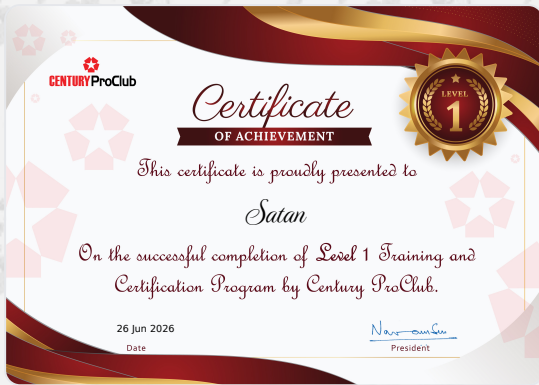 CENTURY ProClub
Certificate
OF ACHIEVEMENT
LEVEL
1
This certificate is proudly presented to
Satan
On the successful completion of Level 1 Training and
Certification Program by Century ProClub.
26 Jun 2026
Date
President